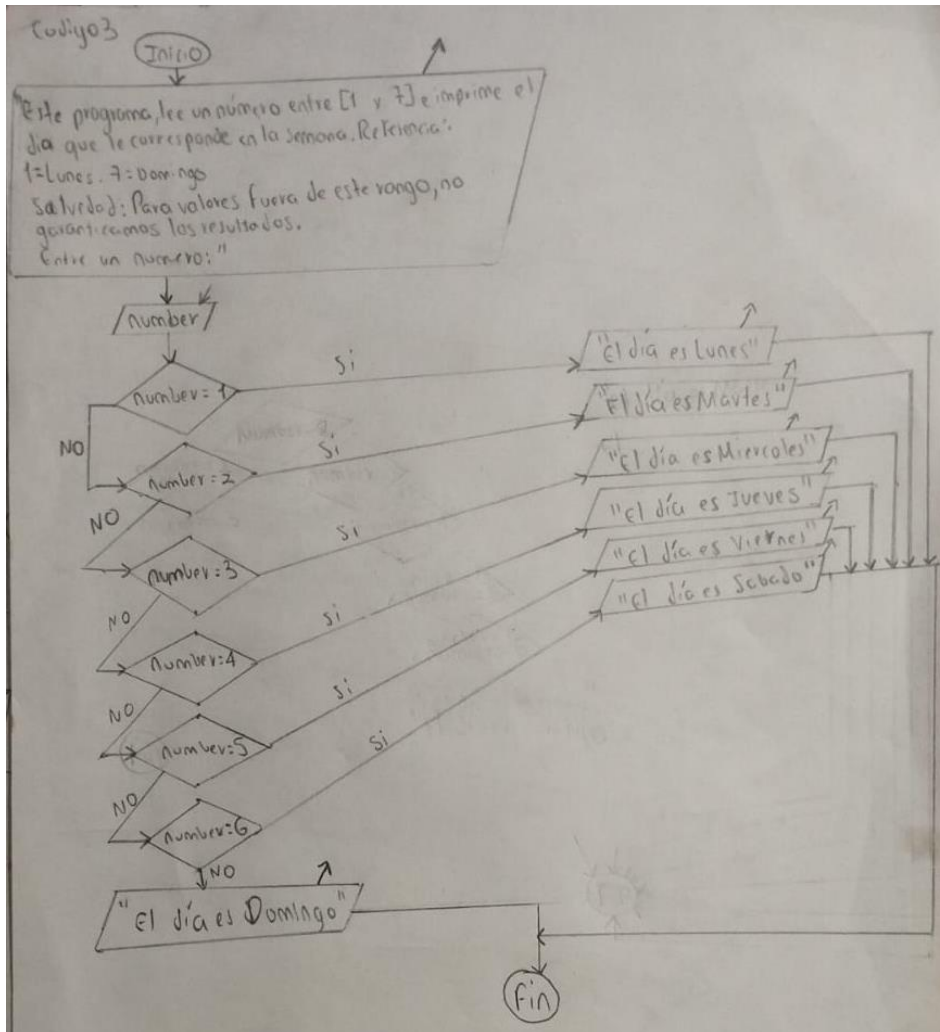 Codigo3
Inicio
"Este programa, lee un número entre [1 y 7] e imprime el
día que le corresponde en la semana. Referencia:
1=Lunes. 7=Domingo
Salvedad: Para valores fuera de este rango, no
garanticamos los resultados.
Entre un numero:"
number
number=1
Si
"El día es Lunes"
NO
number=2
Si
"El día es Martes"
NO
number=3
Si
"El día es Miercoles"
NO
number=4
Si
"El día es Jueves"
NO
number=5
Si
"El día es Viernes"
NO
number=6
Si
"El día es Sabado"
NO
"El día es Domingo"
Fin